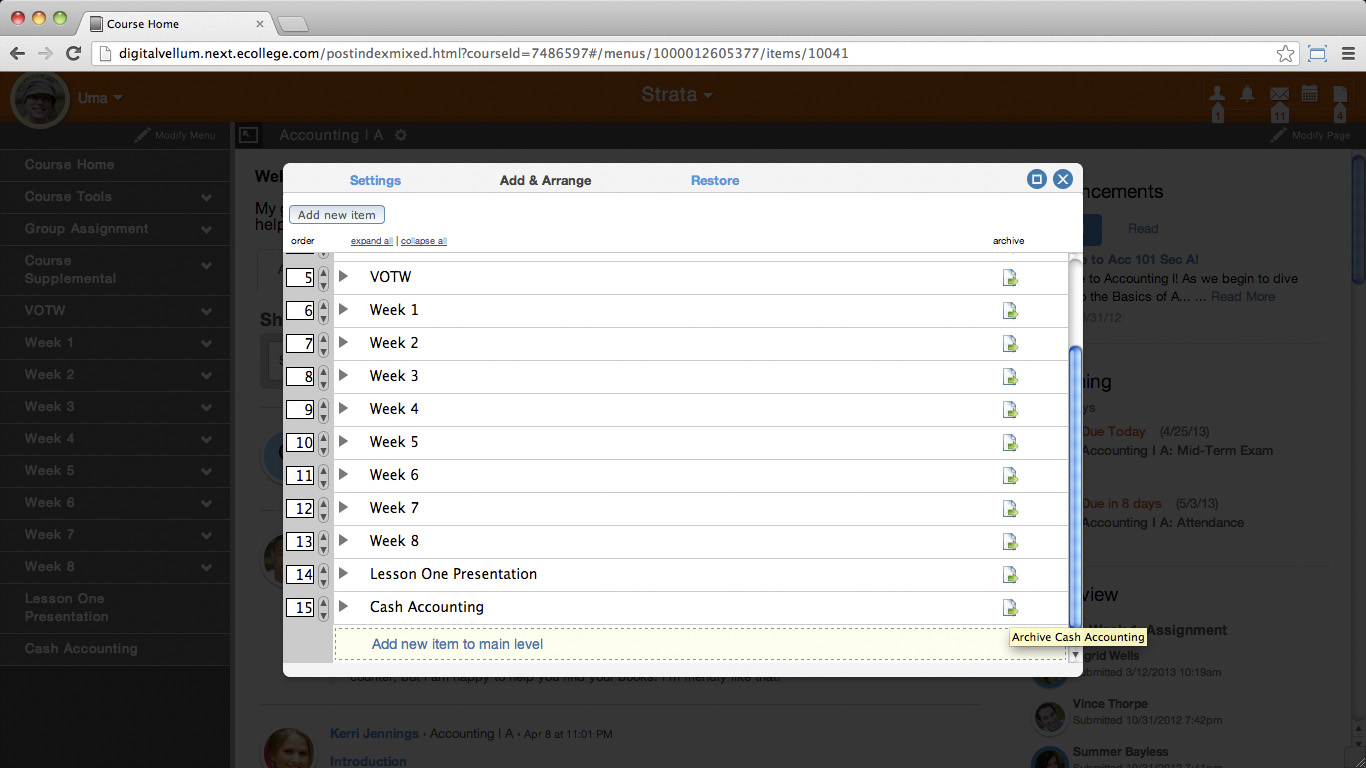 Course Home
digitalvellum.next.ecollege.com/postindexmixed.html?courseId=7486597#/menus/1000012605377/items/10041
Uma
Strata
1
11
4
Modify Menu
Accounting I A
Modify Page
Course Home
Course Tools
Group Assignment
Course
Supplemental
VOTW
Week 1
Week 2
Week 3
Week 4
Week 5
Week 6
Week 7
Week 8
Lesson One
Presentation
Cash Accounting
Settings
Add & Arrange
Restore
Add new item
order
expand all | collapse all
archive
5 VOTW
6 Week 1
7 Week 2
8 Week 3
9 Week 4
10 Week 5
11 Week 6
12 Week 7
13 Week 8
14 Lesson One Presentation
15 Cash Accounting
Add new item to main level
Archive Cash Accounting
My
help
Read
to Acc 101 Sec A!
to Accounting I! As we begin to dive
the Basics of A... ... Read More
/31/12
Due Today (4/25/13)
Accounting I A: Mid-Term Exam
Due in 8 days (5/3/13)
Accounting I A: Attendance
Assignment
Wells
Submitted 3/12/2013 10:19am
Vince Thorpe
Submitted 10/31/2012 7:42pm
Summer Bayless
counter, but I am happy to help you find your books. I'm friendly like that.
Kerri Jennings › Accounting I A › Apr 8 at 11:01 PM
Introduction